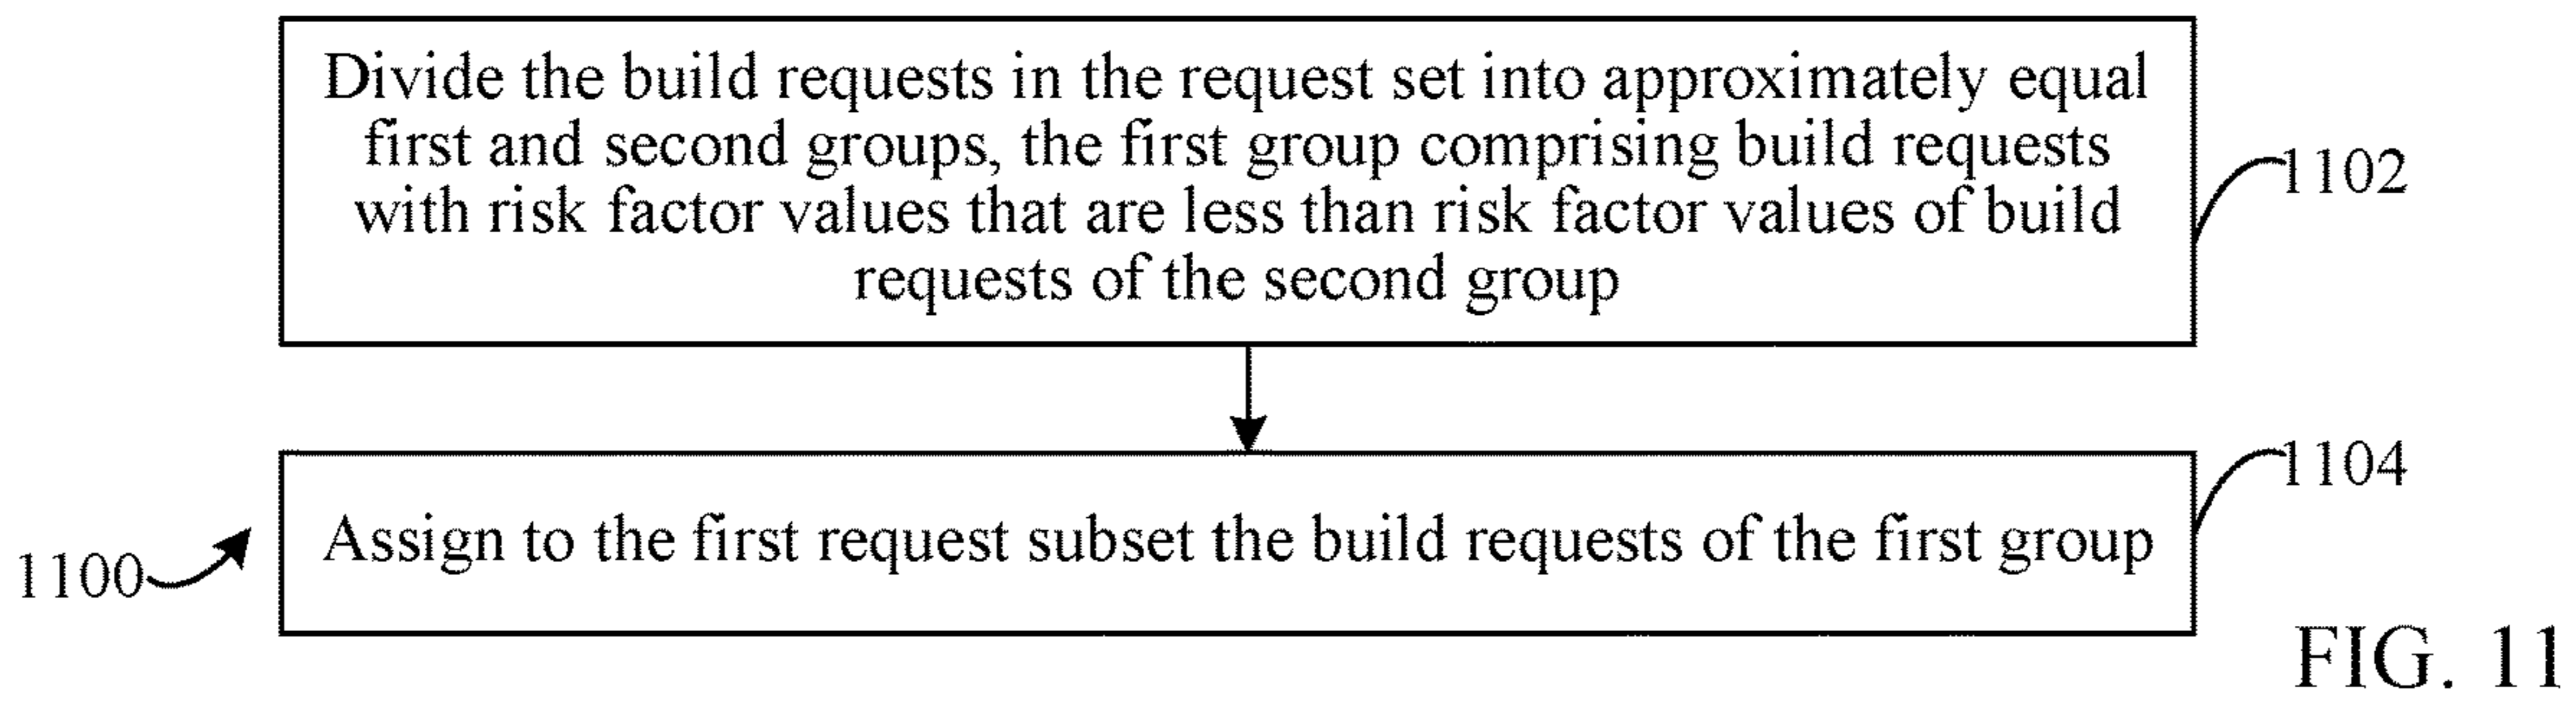 Divide the build requests in the request set into approximately equal
first and second groups, the first group comprising build requests
with risk factor values that are less than risk factor values of build
requests of the second group
1102
Assign to the first request subset the build requests of the first group
1104
1100
FIG. 11